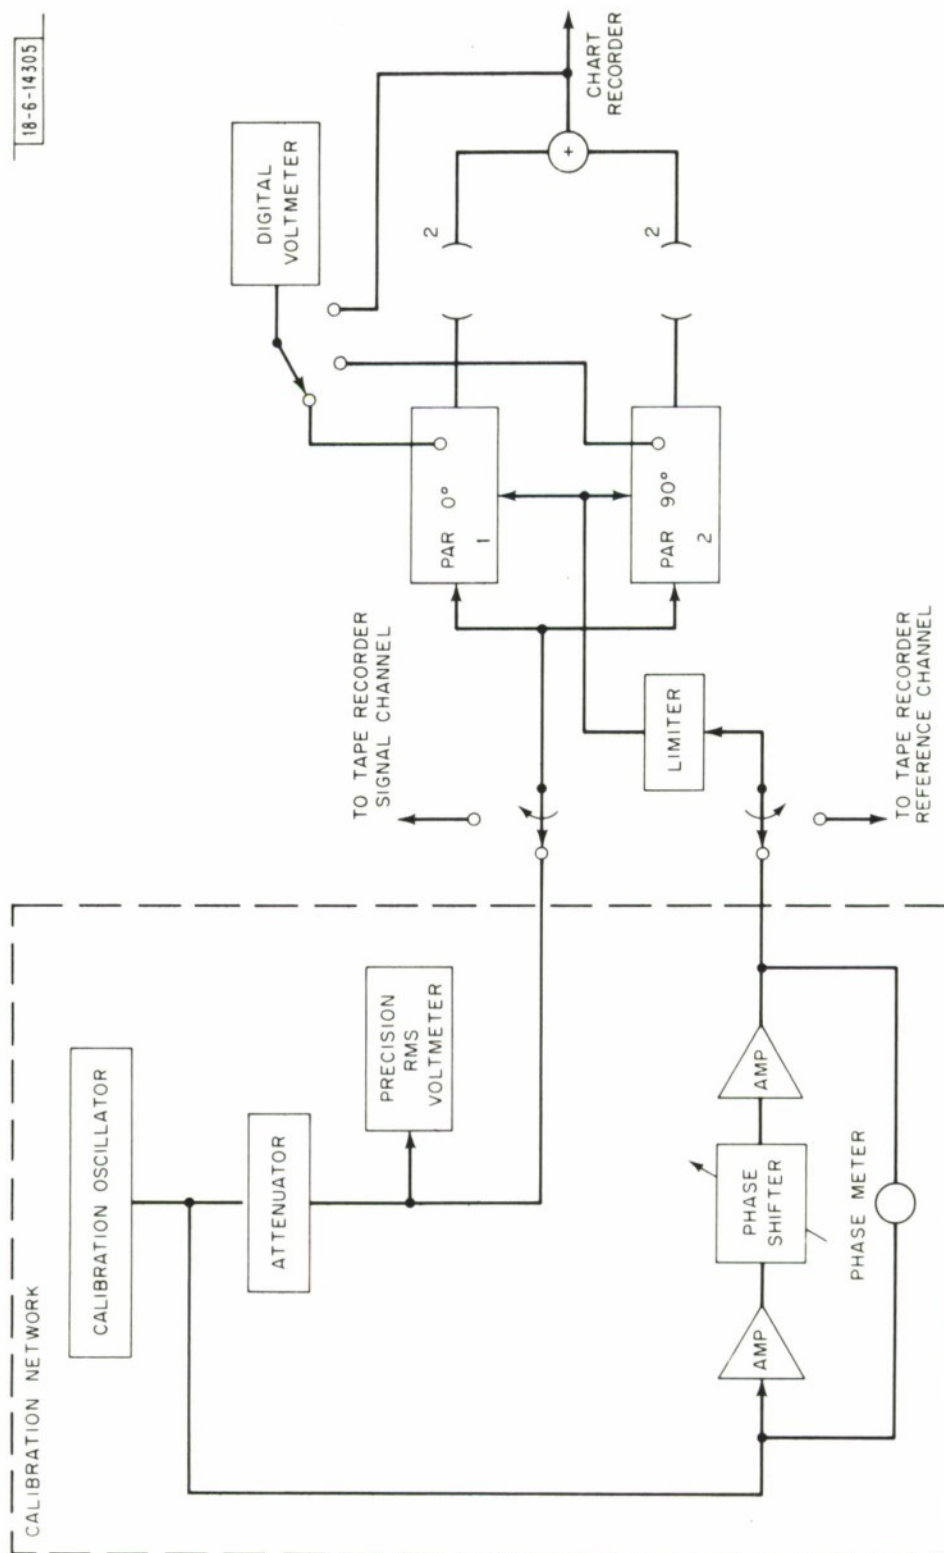 18-6-14305
CALIBRATION NETWORK
CALIBRATION OSCILLATOR
ATTENUATOR
PRECISION
RMS
VOLTMETER
AMP
PHASE
SHIFTER
AMP
PHASE METER
TO TAPE RECORDER
SIGNAL CHANNEL
LIMITER
TO TAPE RECORDER
REFERENCE CHANNEL
PAR 0°
1
PAR 90°
2
DIGITAL
VOLTMETER
2
2
+
CHART
RECORDER